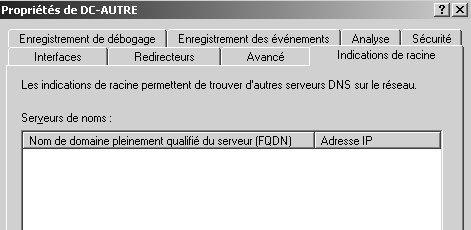 Propriétés de DC-AUTRE
Enregistrement de débogage Enregistrement des événements Analyse Sécurité
Interfaces Redirecteurs Avancé Indications de racine
Les indications de racine permettent de trouver d'autres serveurs DNS sur le réseau.
Serveurs de noms :
Nom de domaine pleinement qualifié du serveur (FQDN) Adresse IP